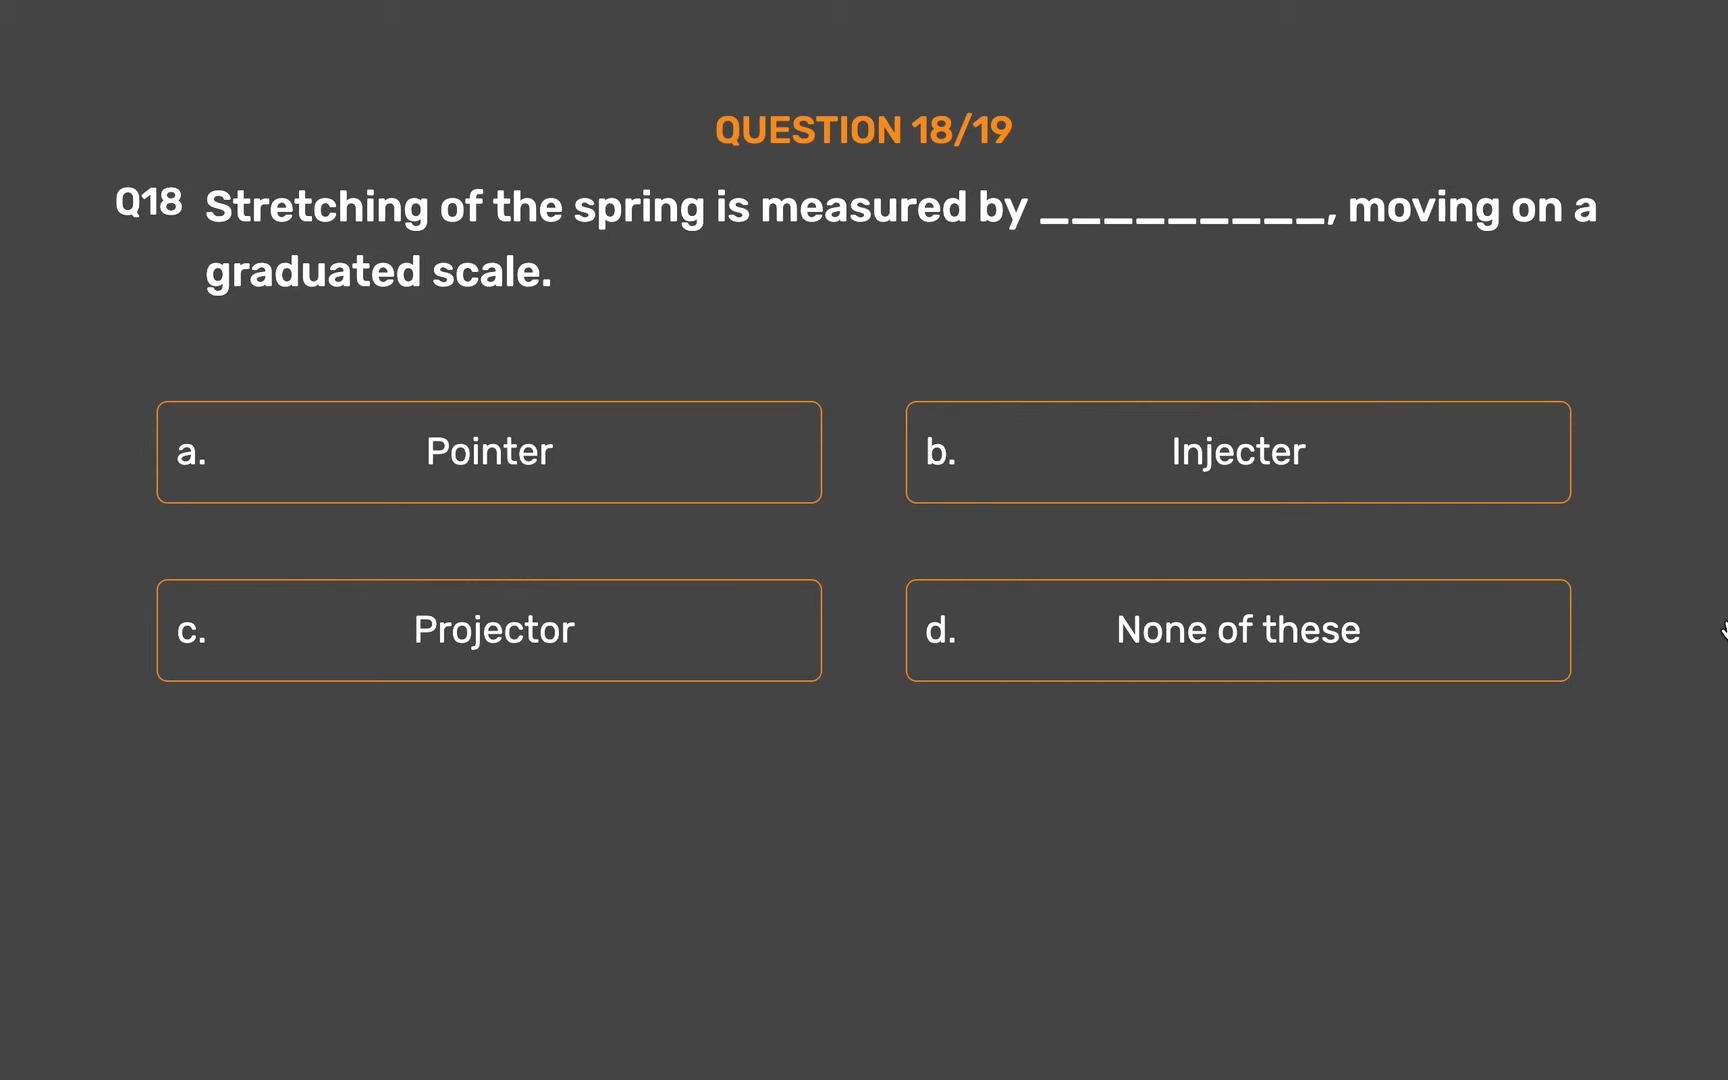 QUESTION 18/19
Q18 Stretching of the spring is measured by _________, moving on a
graduated scale.
a. Pointer
b. Injecter
c. Projector
d. None of these